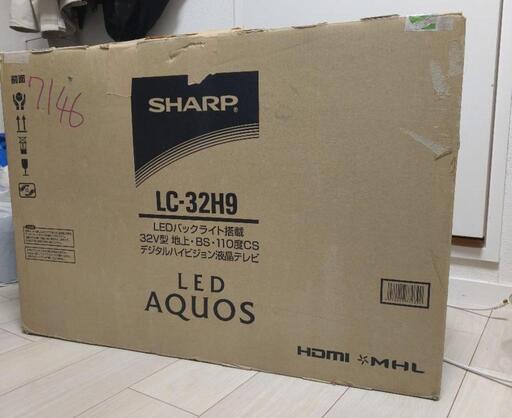 前面
7146
SHARP®
LC-32H9
LEDバックライト搭載
32V型 地上・BS・110度CS
デジタルハイビジョン液晶テレビ
LED
AQUOS
HDMI MHL